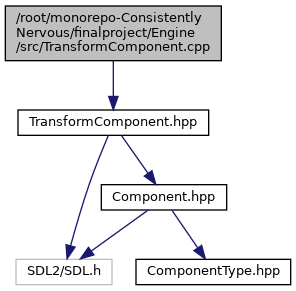 /root/monorepo-Consistently
Nervous/finalproject/Engine
/src/TransformComponent.cpp
TransformComponent.hpp
Component.hpp
SDL2/SDL.h
ComponentType.hpp